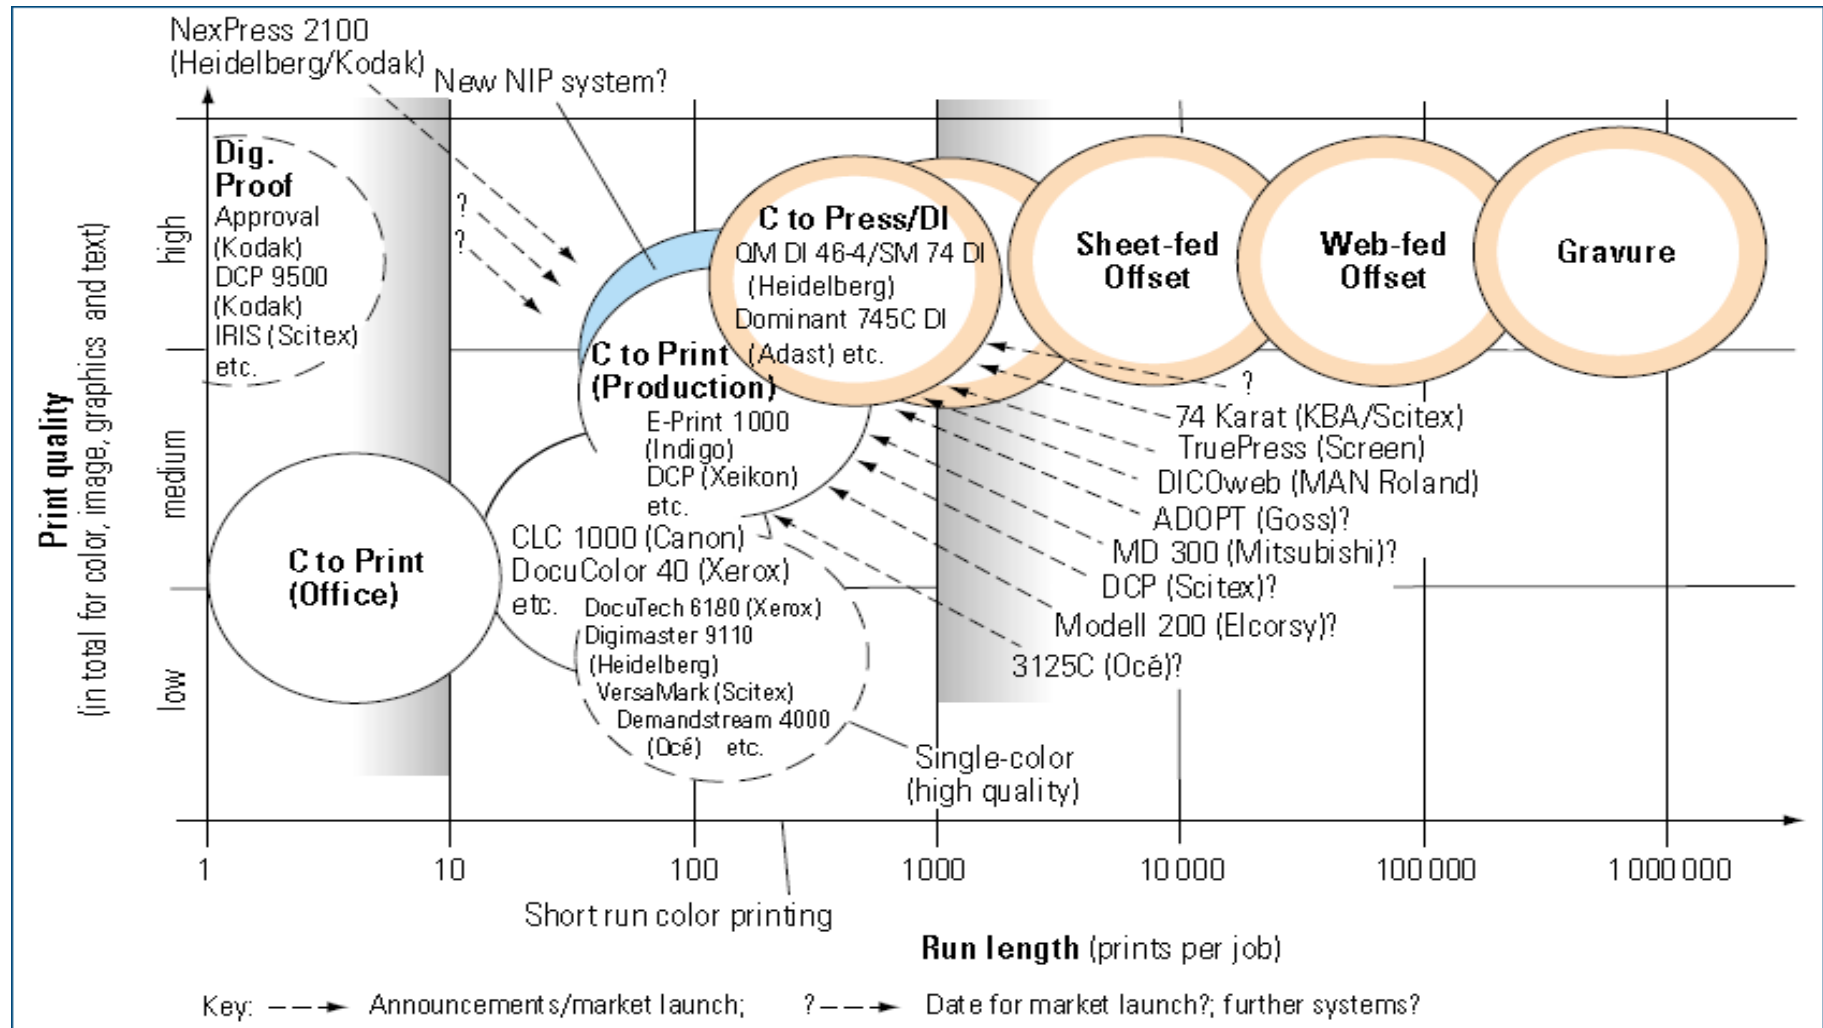 NexPress 2100
(Heidelberg/Kodak)
New NIP system?
Dig.
Proof
Approval
(Kodak)
DCP 9500
(Kodak)
IRIS (Scitex)
etc.
?
?
C to Press/DI
QM DI 46-4/SM 74 DI
(Heidelberg)
Dominant 745C DI
(Adast) etc.
Sheet-fed
Offset
Web-fed
Offset
Gravure
C to Print
(Production)
E-Print 1000
(Indigo)
DCP (Xeikon)
etc.
?
74 Karat (KBA/Scitex)
TruePress (Screen)
DICOweb (MAN Roland)
ADOPT (Goss)?
MD 300 (Mitsubishi)?
DCP (Scitex)?
Modell 200 (Elcorsy)?
3125C (Océ)?
C to Print
(Office)
CLC 1000 (Canon)
DocuColor 40 (Xerox)
etc.
DocuTech 6180 (Xerox)
Digimaster 9110
(Heidelberg)
VersaMark (Scitex)
Demandstream 4000
(Océ) etc.
Single-color
(high quality)
Print quality
(in total for color, image, graphics and text)
high
medium
low
1 10 100 1000 10 000 100 000 1 000 000
Short run color printing
Run length (prints per job)
Key: Announcements/market launch; ? Date for market launch?; further systems?